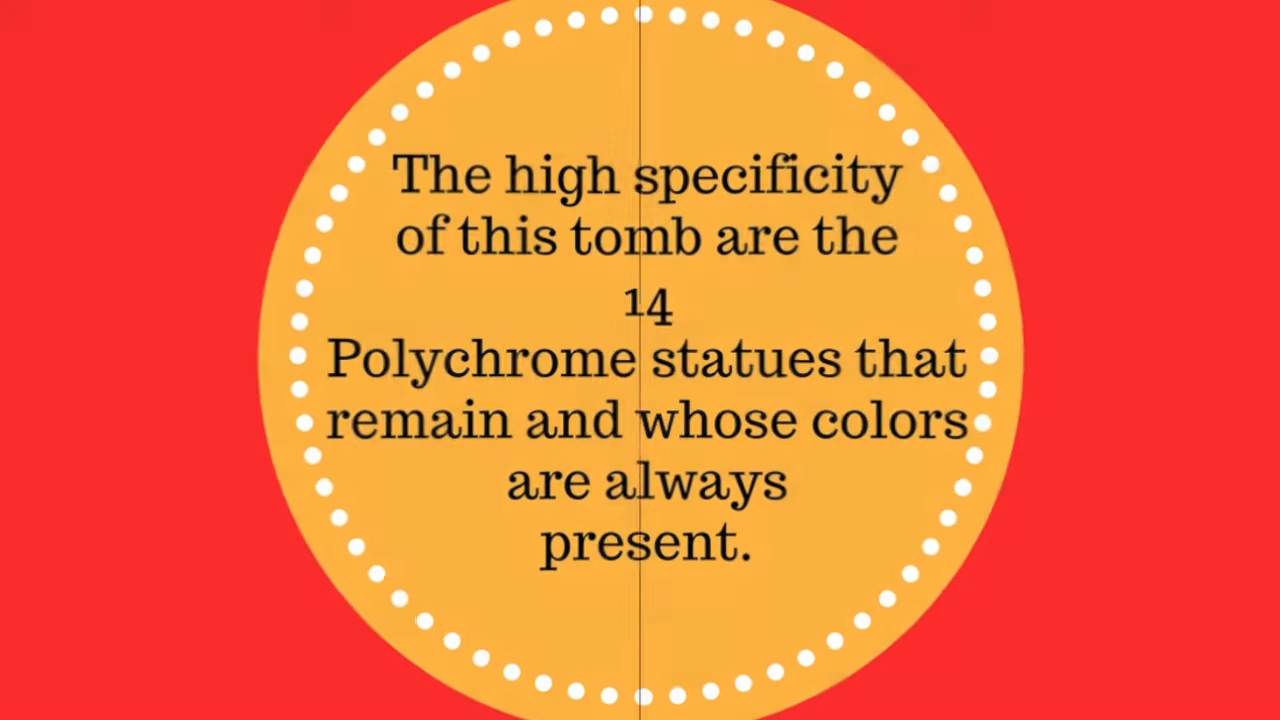 The high specificity
of this tomb are the
14
Polychrome statues that
remain and whose colors
are always
present.